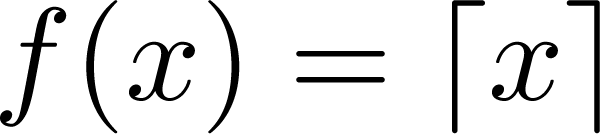 f(x) = ⌈x⌉